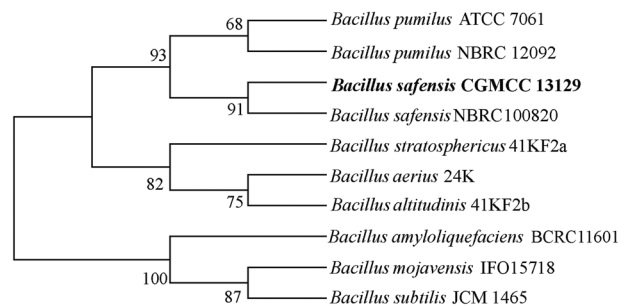 68
Bacillus pumilus ATCC 7061
93
Bacillus pumilus NBRC 12092
Bacillus safensis CGMCC 13129
91
Bacillus safensis NBRC100820
Bacillus stratosphericus 41KF2a
82
Bacillus aerius 24K
75
Bacillus altitudinis 41KF2b
Bacillus amyloliquefaciens BCRC11601
100
Bacillus mojavensis IFO15718
87
Bacillus subtilis JCM 1465